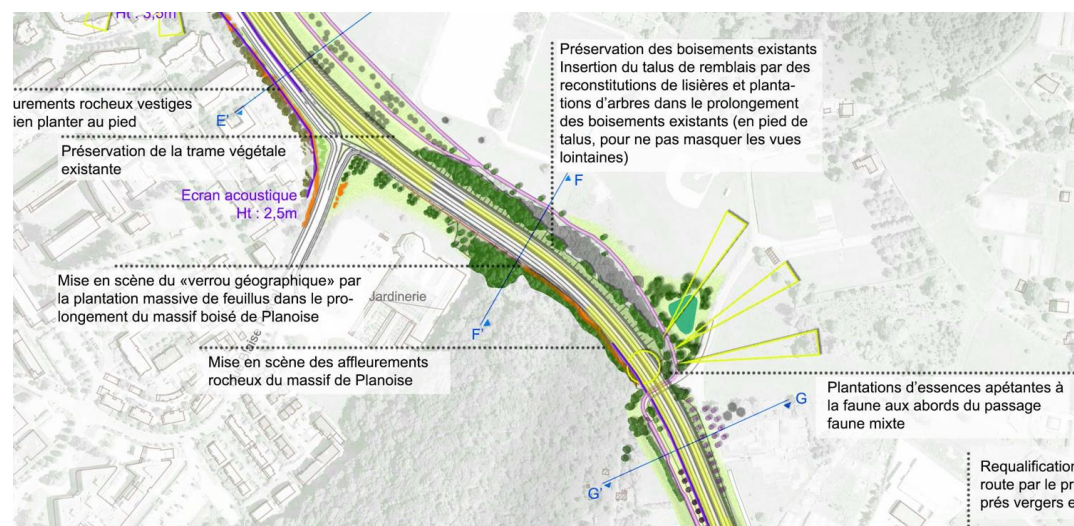 Ht : 3,5m
Préservation des boisements existants
Insertion du talus de remblais par des
reconstitutions de lisières et planta-
tions d’arbres dans le prolongement
des boisements existants (en pied de
talus, pour ne pas masquer les vues
lointaines)
urements rocheux vestiges
ien planter au pied
E'
Préservation de la trame végétale
existante
Ecran acoustique
Ht : 2,5m
F
Mise en scène du «verrou géographique» par
la plantation massive de feuillus dans le pro-
longement du massif boisé de Planoise
Jardinerie
F'
Mise en scène des affleurements
rocheux du massif de Planoise
Plantations d’essences apétantes à
la faune aux abords du passage
faune mixte
G
G'
Requalification
route par le pr
prés vergers e